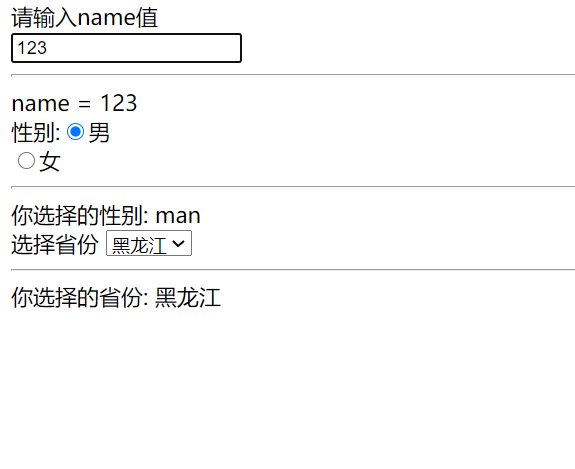 请输入name值
123
name = 123
性别: 男
女
你选择的性别: man
选择省份 黑龙江
你选择的省份: 黑龙江